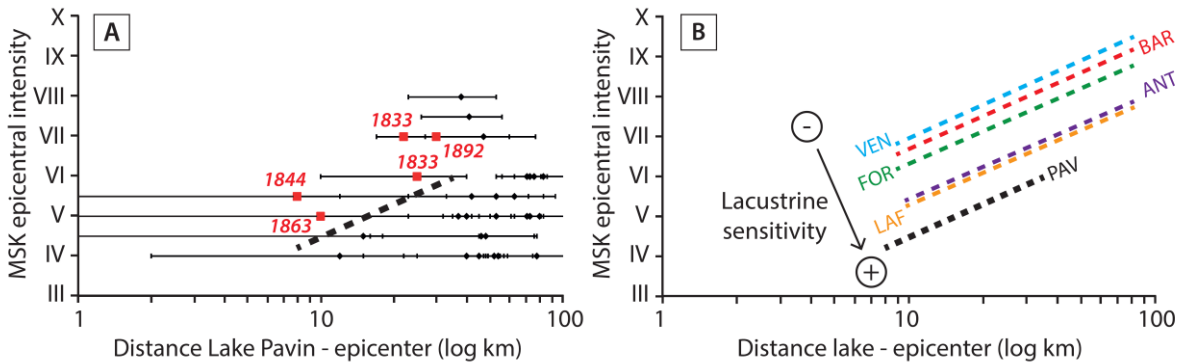 A
MSK epicentral intensity
X
IX
VIII
VII
VI
V
IV
III
1833
1892
1833
1844
1863
1
10
100
Distance Lake Pavin - epicenter (log km)
B
MSK epicentral intensity
X
IX
VIII
VII
VI
V
IV
III
BAR
ANT
VEN
FOR
PAV
LAF
-
Lacustrine
sensitivity
+
1
10
100
Distance lake - epicenter (log km)